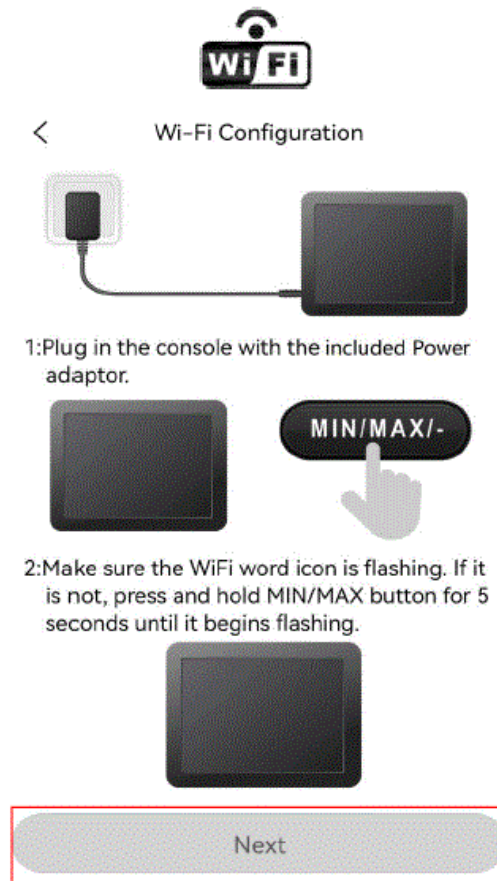 Wi Fi
Wi-Fi Configuration
1:Plug in the console with the included Power
adaptor.
MIN/MAX/-
2:Make sure the WiFi word icon is flashing. If it
is not, press and hold MIN/MAX button for 5
seconds until it begins flashing.
Next